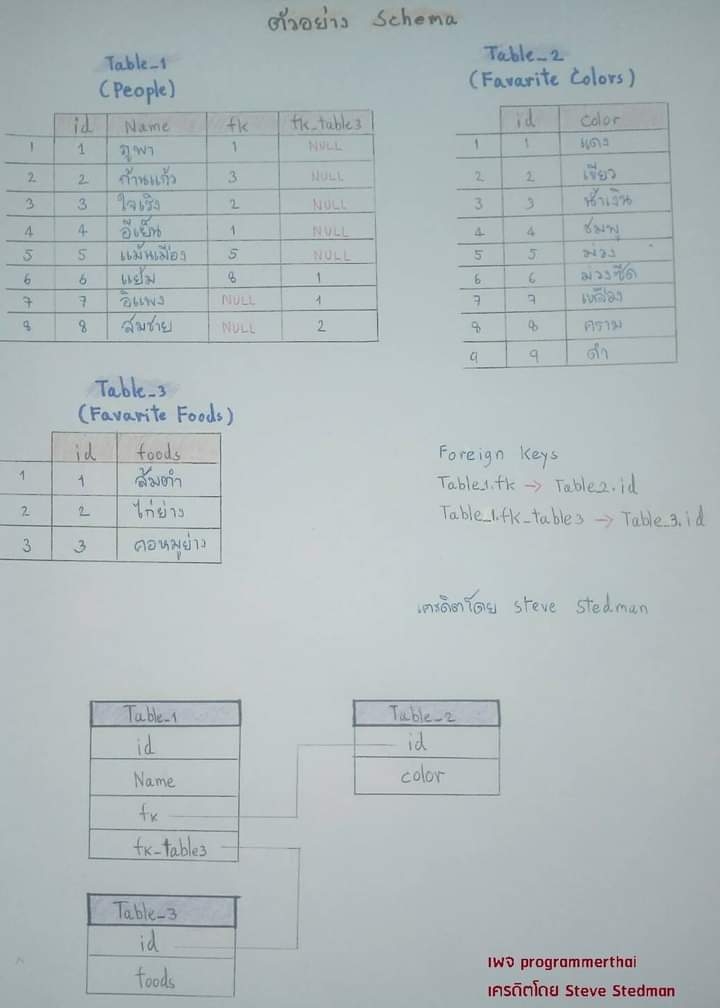 ตัวอย่าง Schema
Table_1
(People)
id Name fk fk_table3
1 1 ภูผา 1 NULL
2 2 ก้านแก้ว 3 NULL
3 3 ใจเริง 2 NULL
4 4 อีเย็น 1 NULL
5 5 แม้นเมือง 5 NULL
6 6 แย้ม 8 1
7 7 อีแพง NULL 1
8 8 สมชาย NULL 2
Table_2
(Favarite Colors)
id color
1 1 แดง
2 2 เขียว
3 3 น้ำเงิน
4 4 ชมพู
5 5 ม่วง
6 6 ม่วงซีด
7 7 เหลือง
8 8 คราม
9 9 ดำ
Table_3
(Favarite Foods)
id foods
1 1 ส้มตำ
2 2 ไก่ย่าง
3 3 คอหมูย่าง
Foreign Keys
Table_1.fk → Table2.id
Table_1.fk_table3 → Table_3.id
เครดิตโดย Steve Stedman
Table_1
id
Name
fk
fk_table3
Table_2
id
color
Table_3
id
foods
เพจ programmerthai
เครดิตโดย Steve Stedman